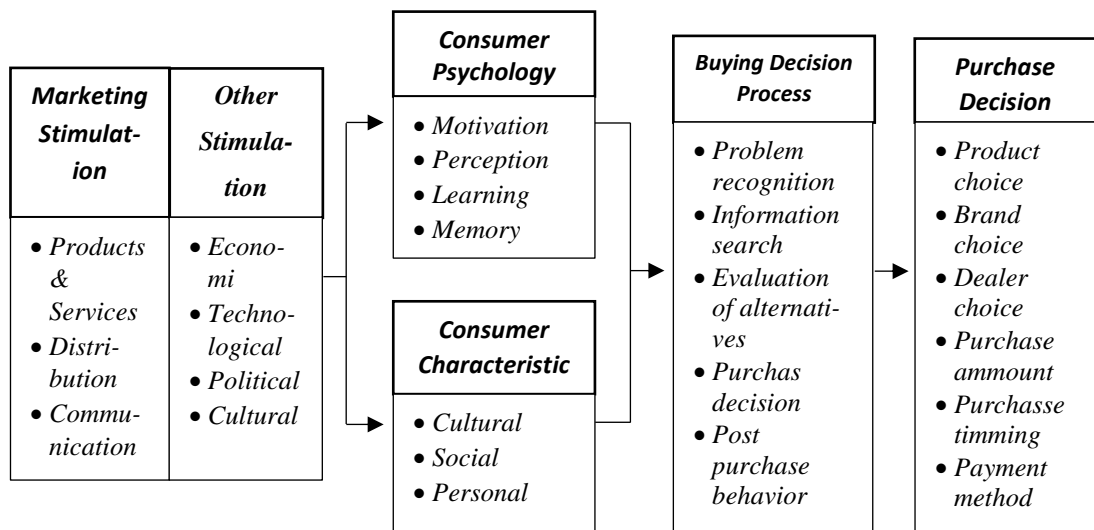 Marketing
Stimulat-
ion
• Products
&
Services
• Distri-
bution
• Commu-
nication
Other
Stimula-
tion
• Econo-
mi
• Techno-
logical
• Political
• Cultural
Consumer
Psychology
• Motivation
• Perception
• Learning
• Memory
Consumer
Characteristic
• Cultural
• Social
• Personal
Buying Decision
Process
• Problem
recognition
• Information
search
• Evaluation
of alternati-
ves
• Purchas
decision
• Post
purchase
behavior
Purchase
Decision
• Product
choice
• Brand
choice
• Dealer
choice
• Purchase
ammount
• Purchasse
timming
• Payment
method